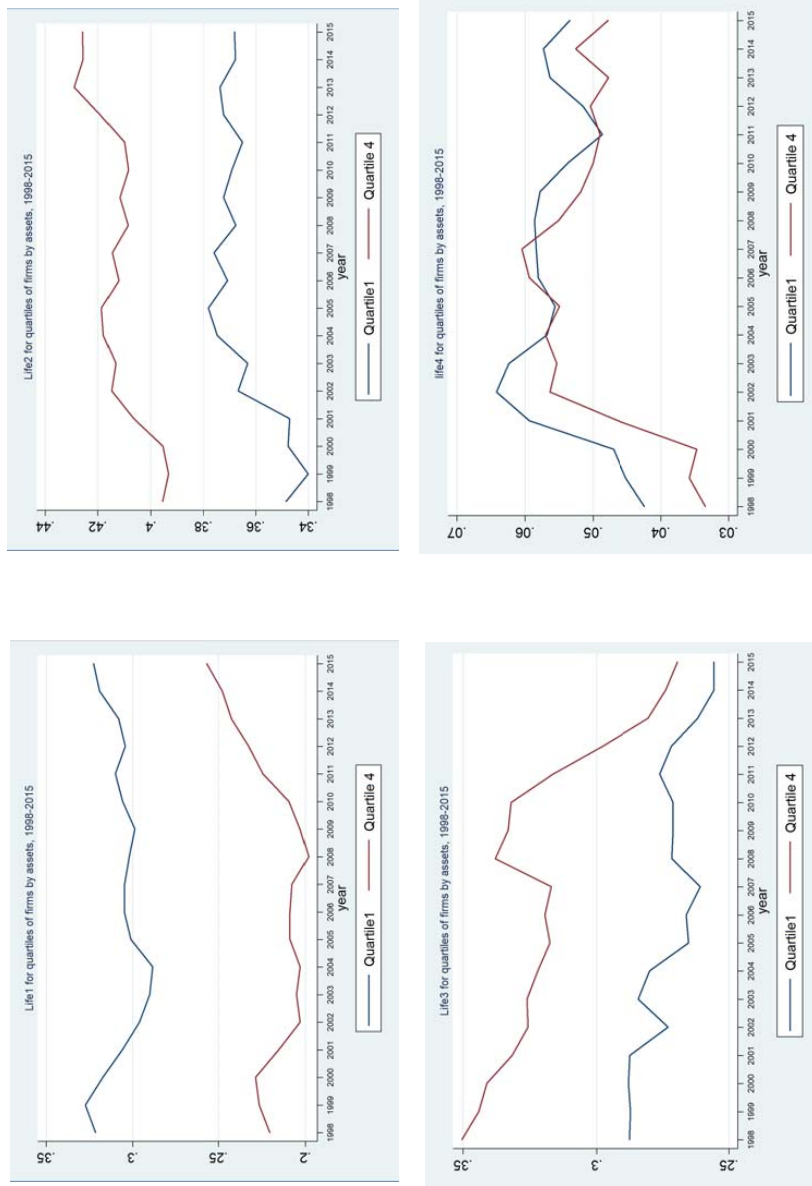 Life1 for quartiles of firms by assets, 1998-2015
.35
.3
.25
.2
1998 1999 2000 2001 2002 2003 2004 2005 2006 2007 2008 2009 2010 2011 2012 2013 2014 2015
year
Quartile1 Quartile 4
Life2 for quartiles of firms by assets, 1998-2015
.44
.42
.4
.38
.36
.34
1998 1999 2000 2001 2002 2003 2004 2005 2006 2007 2008 2009 2010 2011 2012 2013 2014 2015
year
Quartile1 Quartile 4
Life3 for quartiles of firms by assets, 1998-2015
.35
.3
.25
1998 1999 2000 2001 2002 2003 2004 2005 2006 2007 2008 2009 2010 2011 2012 2013 2014 2015
year
Quartile1 Quartile 4
life4 for quartiles of firms by assets, 1998-2015
.07
.06
.05
.04
.03
1998 1999 2000 2001 2002 2003 2004 2005 2006 2007 2008 2009 2010 2011 2012 2013 2014 2015
year
Quartile1 Quartile 4